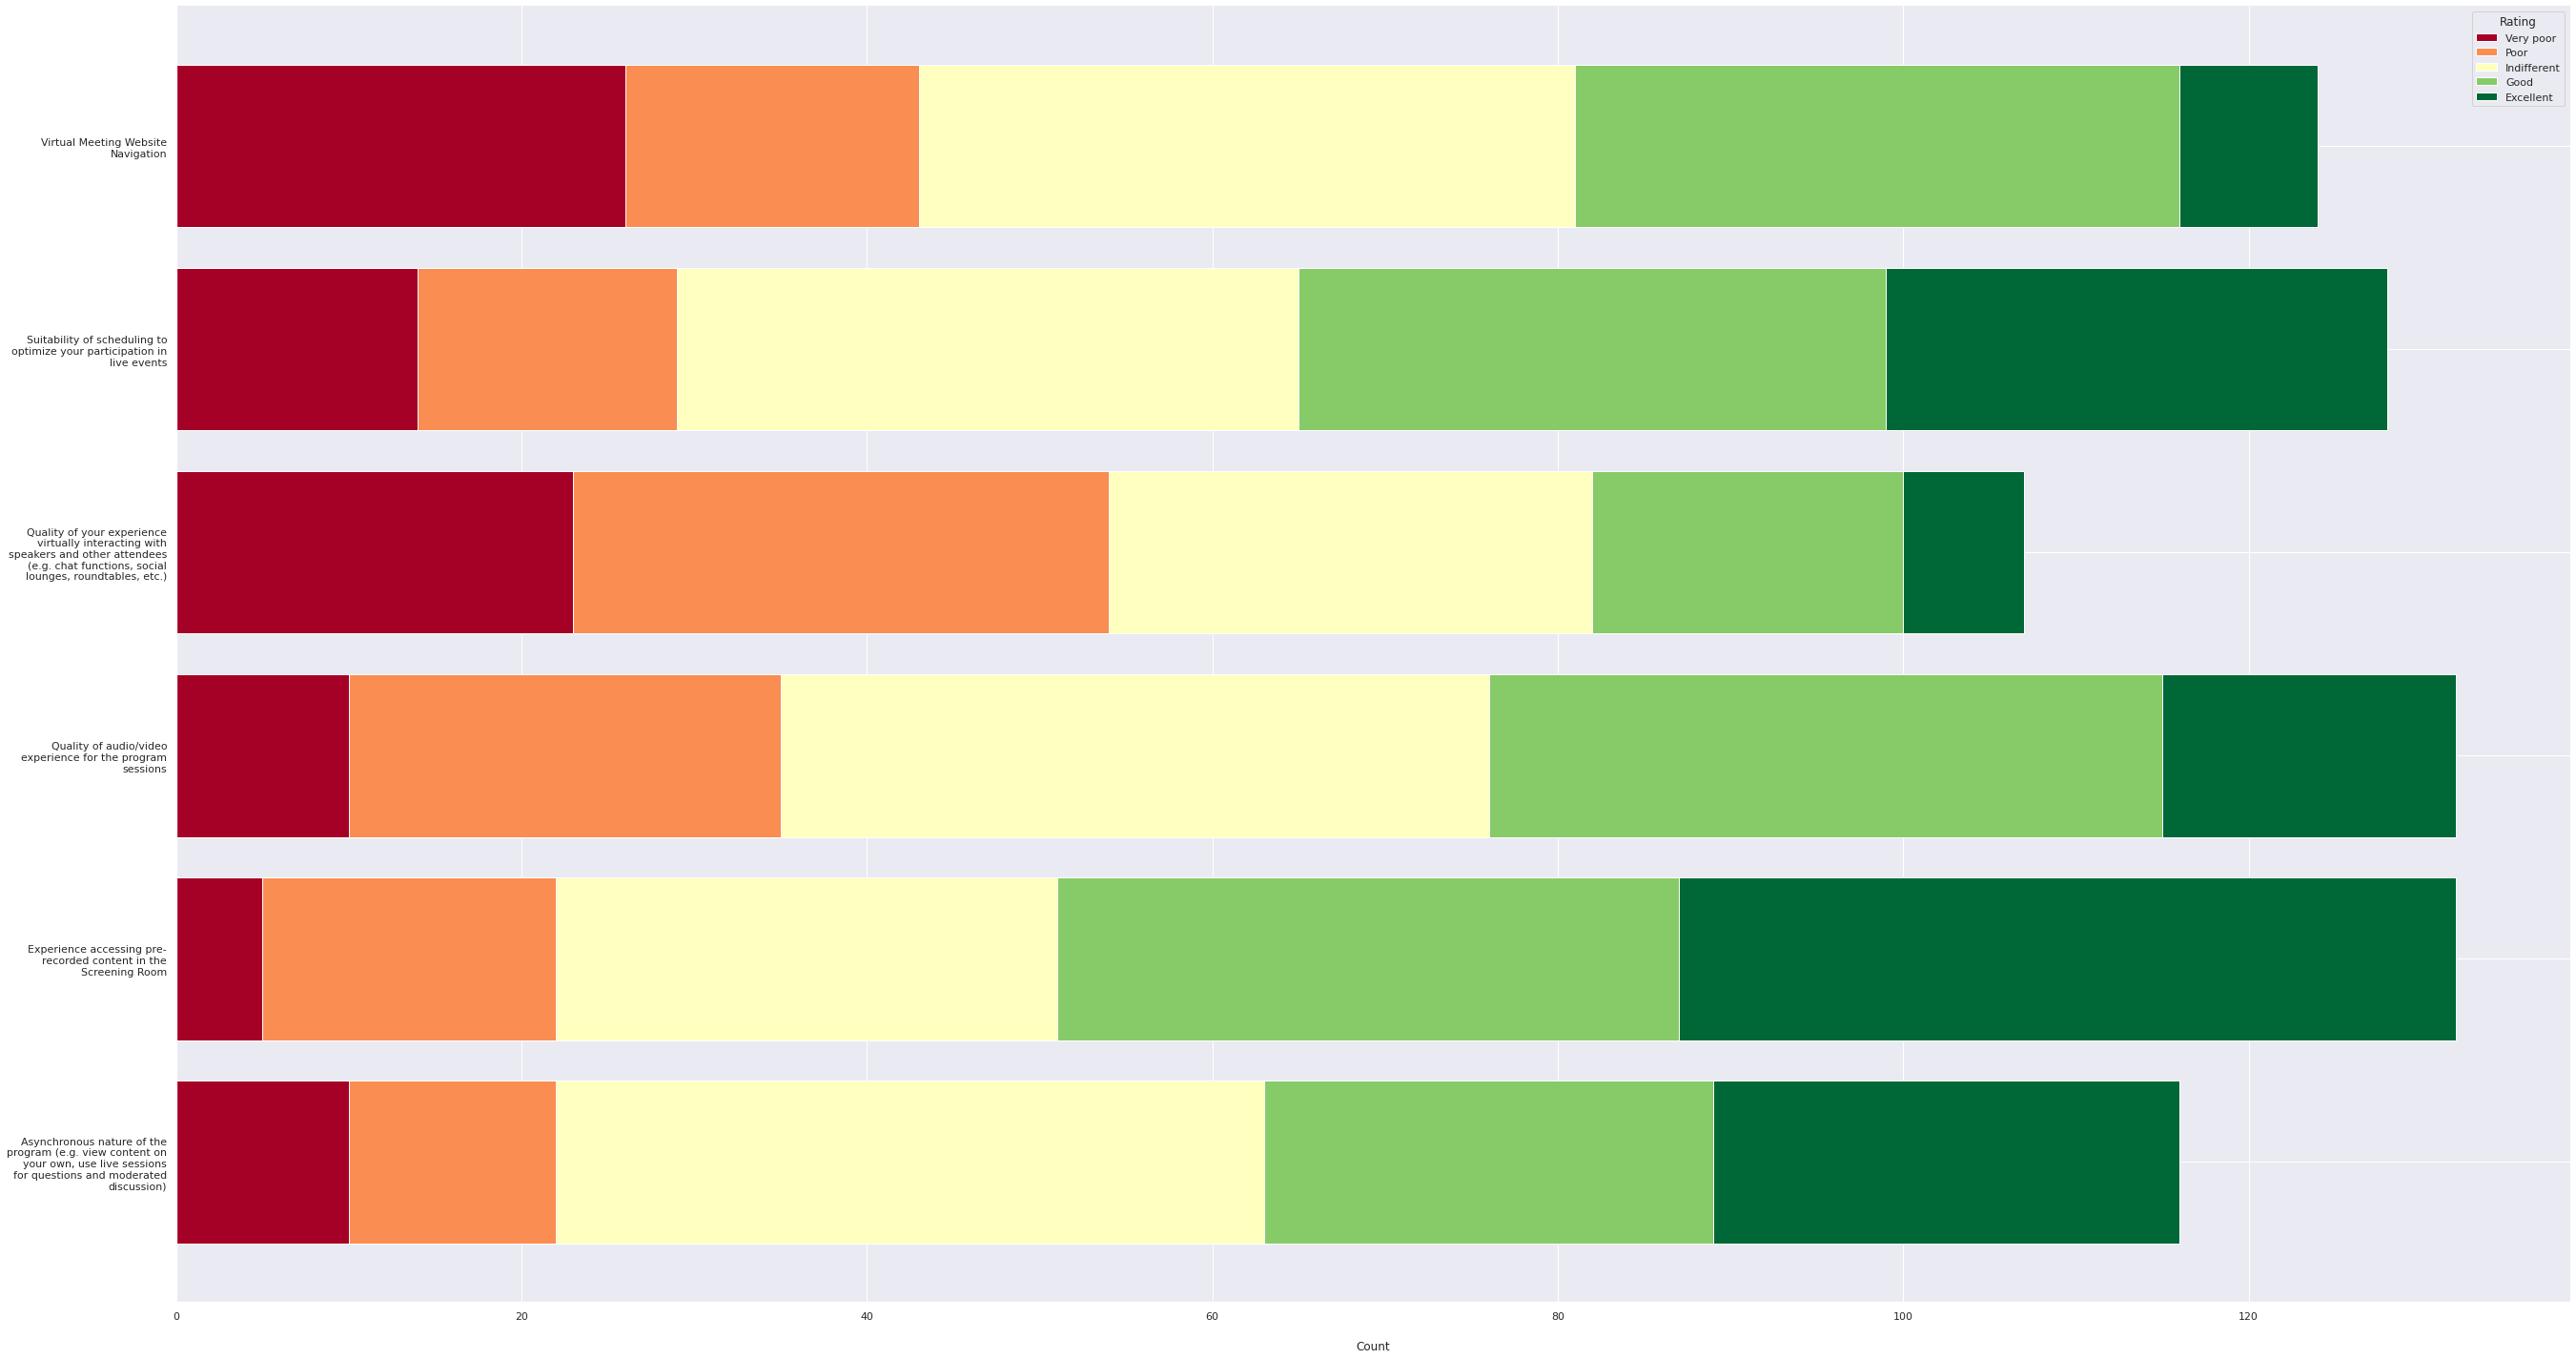 Rating
Very poor
Poor
Indifferent
Good
Excellent
Virtual Meeting Website
Navigation
Suitability of scheduling to
optimize your participation in
live events
Quality of your experience
virtually interacting with
speakers and other attendees
(e.g. chat functions, social
lounges, roundtables, etc.)
Quality of audio/video
experience for the program
sessions
Experience accessing pre-
recorded content in the
Screening Room
Asynchronous nature of the
program (e.g. view content on
your own, use live sessions
for questions and moderated
discussion)
0 20 40 60 80 100 120
Count